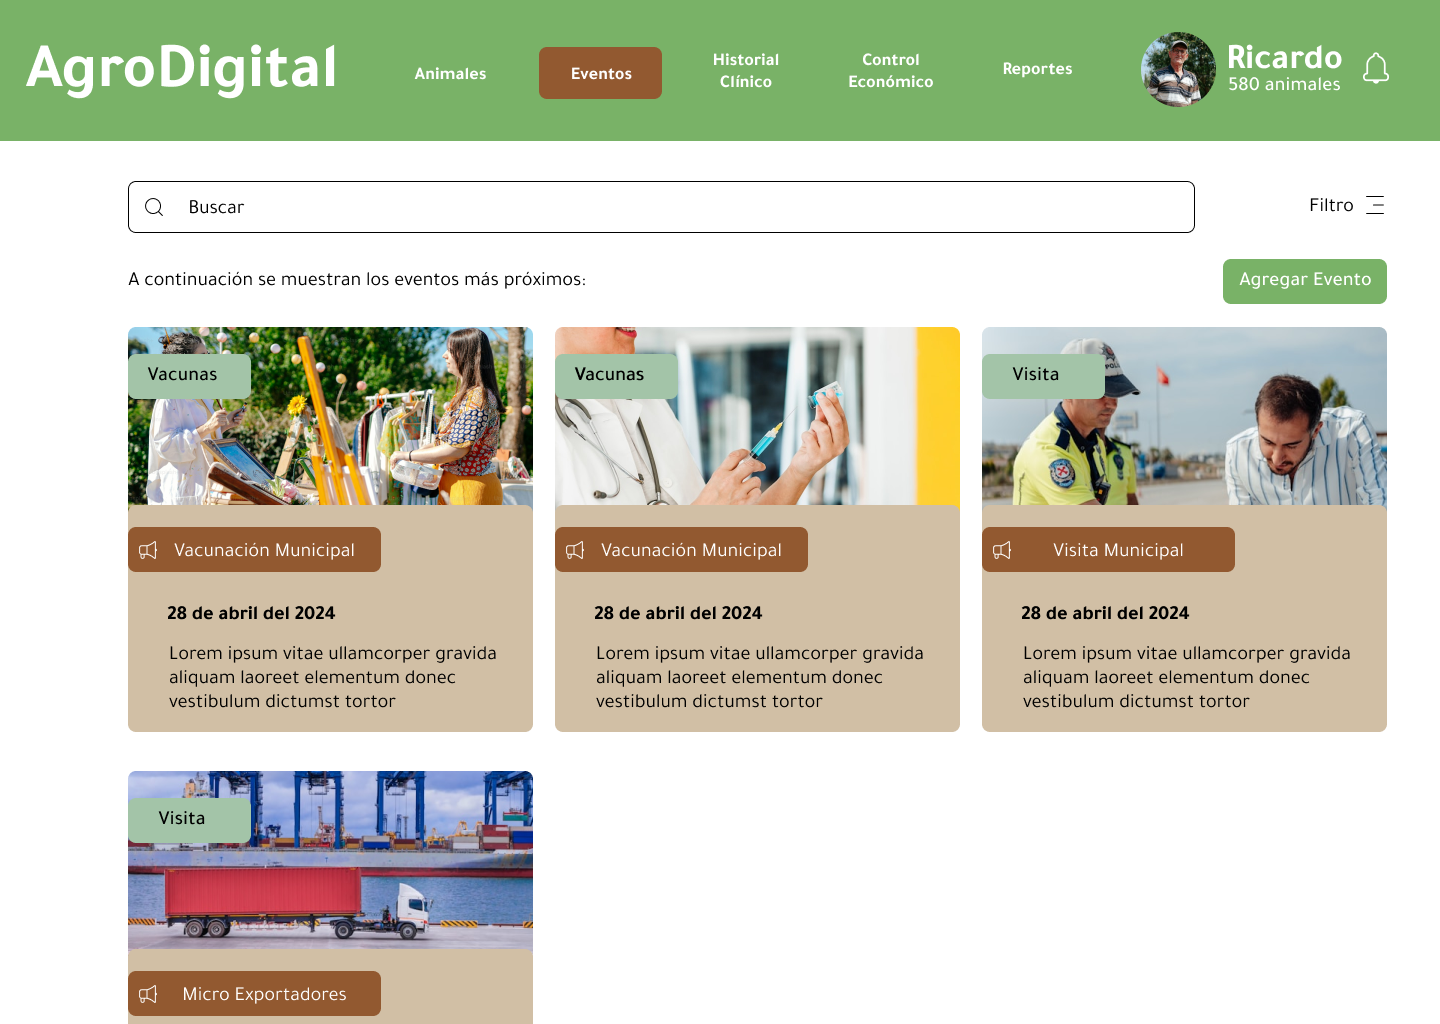 AgroDigital
Animales
Eventos
Historial
Clínico
Control
Económico
Reportes
Ricardo
580 animales
Buscar
Filtro
A continuación se muestran los eventos más próximos:
Agregar Evento
Vacunas
Vacunación Municipal
28 de abril del 2024
Lorem ipsum vitae ullamcorper gravida
aliquam laoreet elementum donec
vestibulum dictumst tortor
Vacunas
Vacunación Municipal
28 de abril del 2024
Lorem ipsum vitae ullamcorper gravida
aliquam laoreet elementum donec
vestibulum dictumst tortor
Visita
Visita Municipal
28 de abril del 2024
Lorem ipsum vitae ullamcorper gravida
aliquam laoreet elementum donec
vestibulum dictumst tortor
Visita
Micro Exportadores